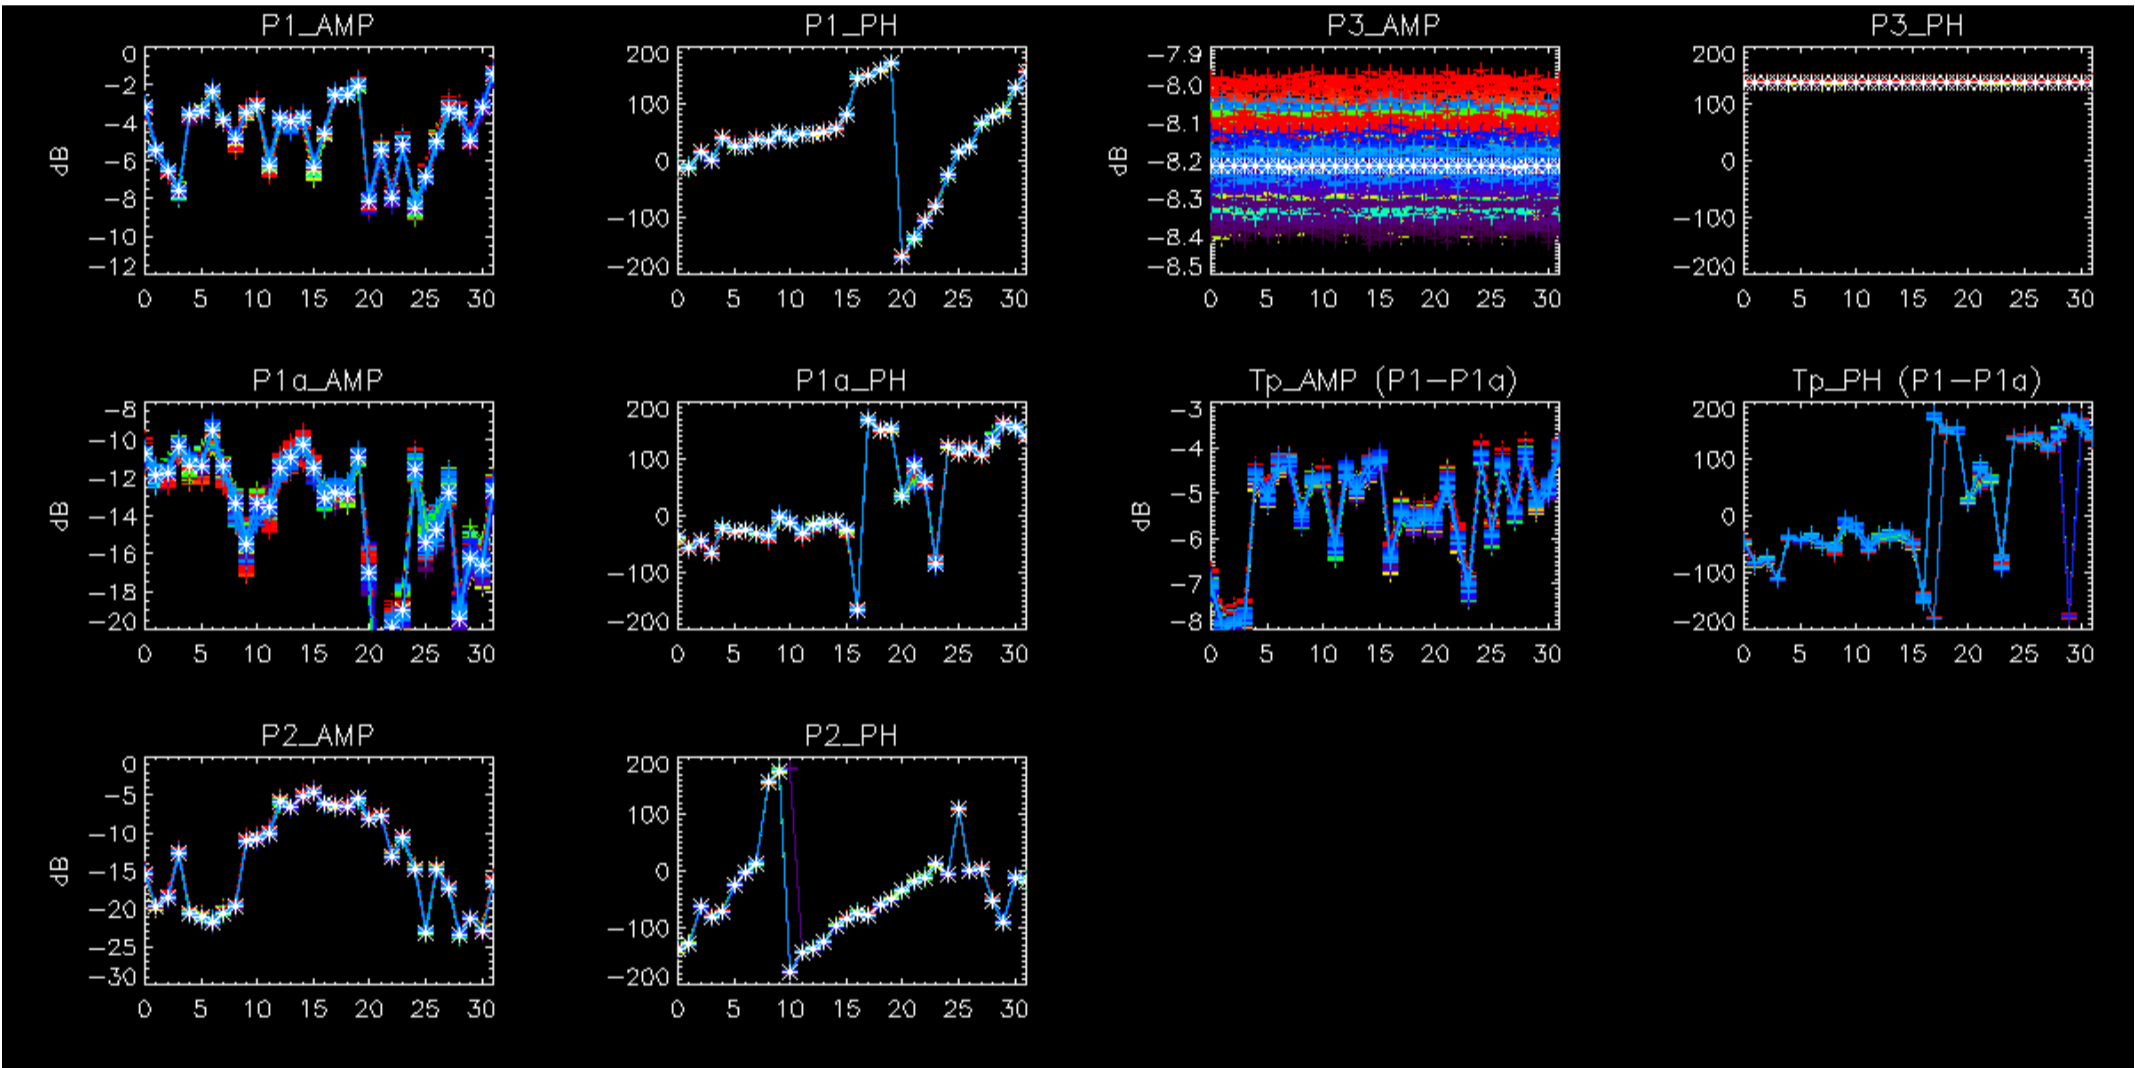 P1_AMP
P1_PH
P3_AMP
P3_PH
dB
0
-2
-4
-6
-8
-10
-12
0 5 10 15 20 25 30
200
100
0
-100
-200
0 5 10 15 20 25 30
dB
-7.9
-8.0
-8.1
-8.2
-8.3
-8.4
-8.5
0 5 10 15 20 25 30
200
100
0
-100
-200
0 5 10 15 20 25 30
P1a_AMP
P1a_PH
Tp_AMP (P1-P1a)
Tp_PH (P1-P1a)
dB
-8
-10
-12
-14
-16
-18
-20
0 5 10 15 20 25 30
200
100
0
-100
-200
0 5 10 15 20 25 30
dB
-3
-4
-5
-6
-7
-8
0 5 10 15 20 25 30
200
100
0
-100
-200
0 5 10 15 20 25 30
P2_AMP
P2_PH
dB
0
-5
-10
-15
-20
-25
-30
0 5 10 15 20 25 30
200
100
0
-100
-200
0 5 10 15 20 25 30